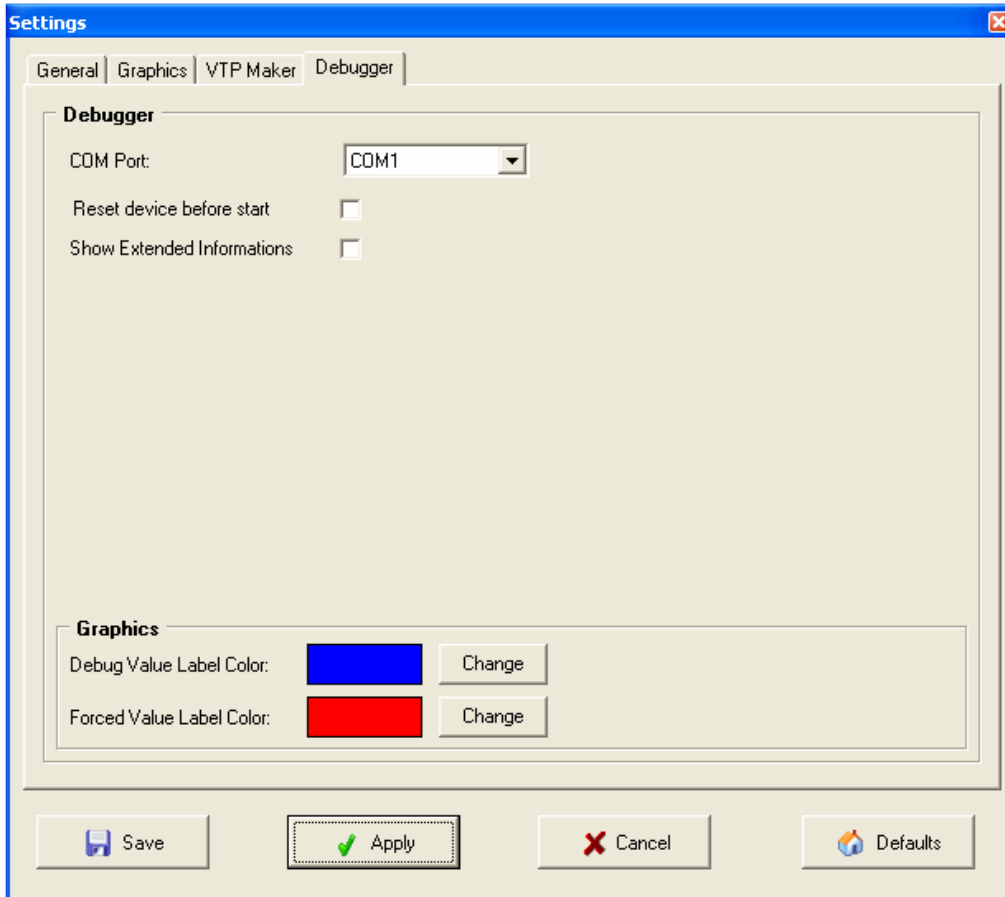 Settings
General Graphics VTP Maker Debugger
Debugger
COM Port: COM1
Reset device before start
Show Extended Informations
Graphics
Debug Value Label Color: Change
Forced Value Label Color: Change
Save Apply Cancel Defaults